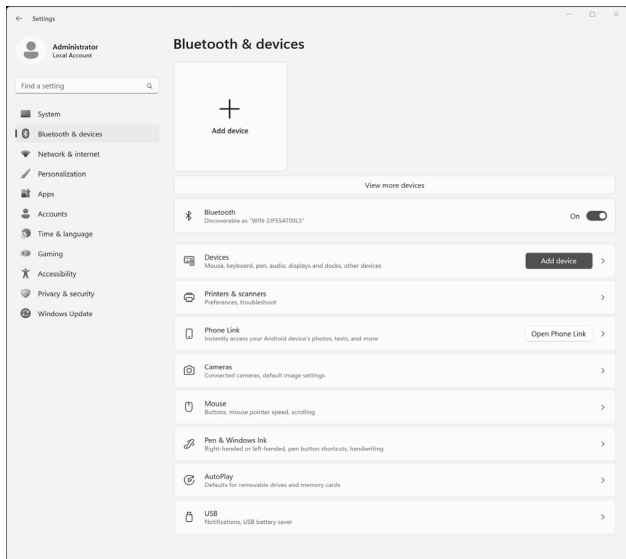 Settings
Administrator
Local Account
Find a setting
System
Bluetooth & devices
Network & internet
Personalization
Apps
Accounts
Time & language
Gaming
Accessibility
Privacy & security
Windows Update
Bluetooth & devices
Add device
View more devices
Bluetooth
Discoverable as "WIN-2JFS5AT00L5"
On
Devices
Mouse, keyboard, pen, audio, displays and docks, other devices
Add device
Printers & scanners
Preferences, troubleshoot
Phone Link
Instantly access your Android device's photos, texts, and more
Open Phone Link
Cameras
Connected cameras, default image settings
Mouse
Buttons, mouse pointer speed, scrolling
Pen & Windows Ink
Right-handed or left-handed, pen button shortcuts, handwriting
AutoPlay
Defaults for removable drives and memory cards
USB
Notifications, USB battery saver